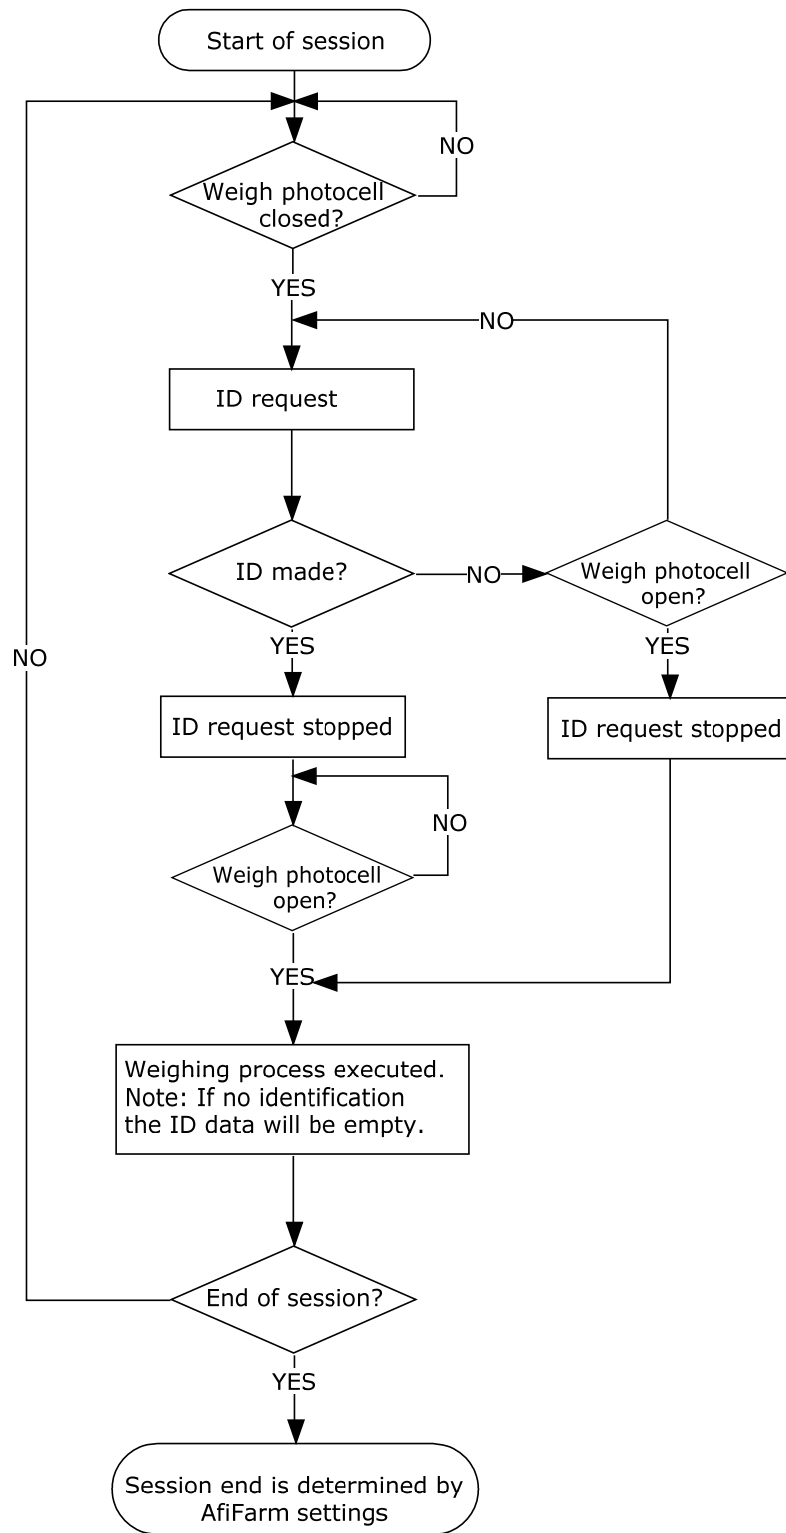 Start of session
NO
Weigh photocell
closed?
YES
NO
ID request
ID made?
NO
Weigh photocell
open?
YES
YES
NO
ID request stopped
ID request stopped
NO
Weigh photocell
open?
YES
Weighing process executed.
Note: If no identification
the ID data will be empty.
End of session?
YES
Session end is determined by
AfiFarm settings